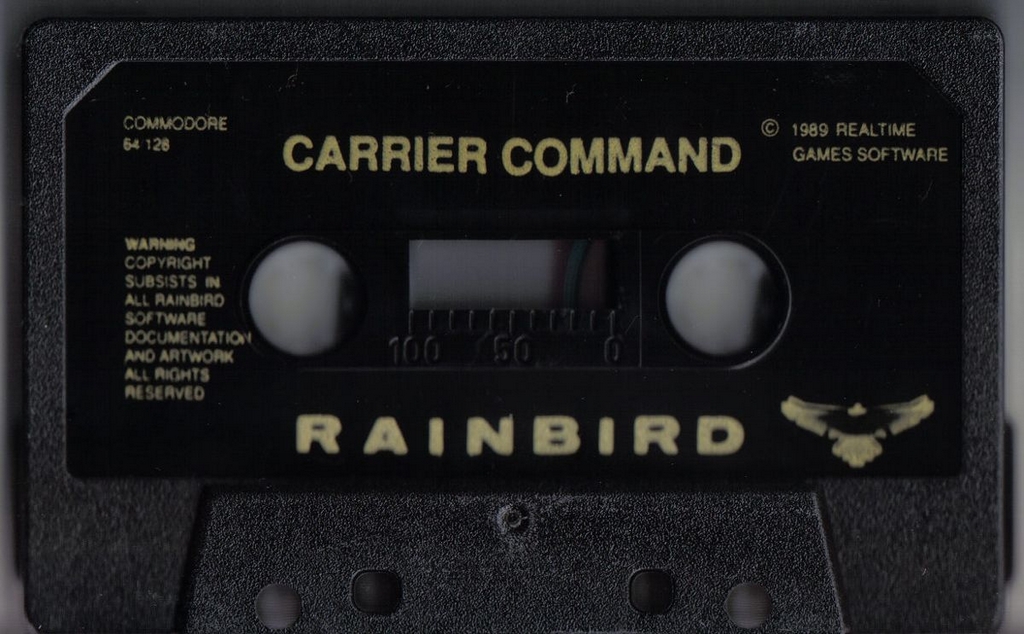 COMMODORE
64 128
CARRIER COMMAND
© 1989 REALTIME
GAMES SOFTWARE
WARNING
COPYRIGHT
SUBSISTS IN
ALL RAINBIRD
SOFTWARE
DOCUMENTATION
AND ARTWORK
ALL RIGHTS
RESERVED
100 50 0
RAINBIRD